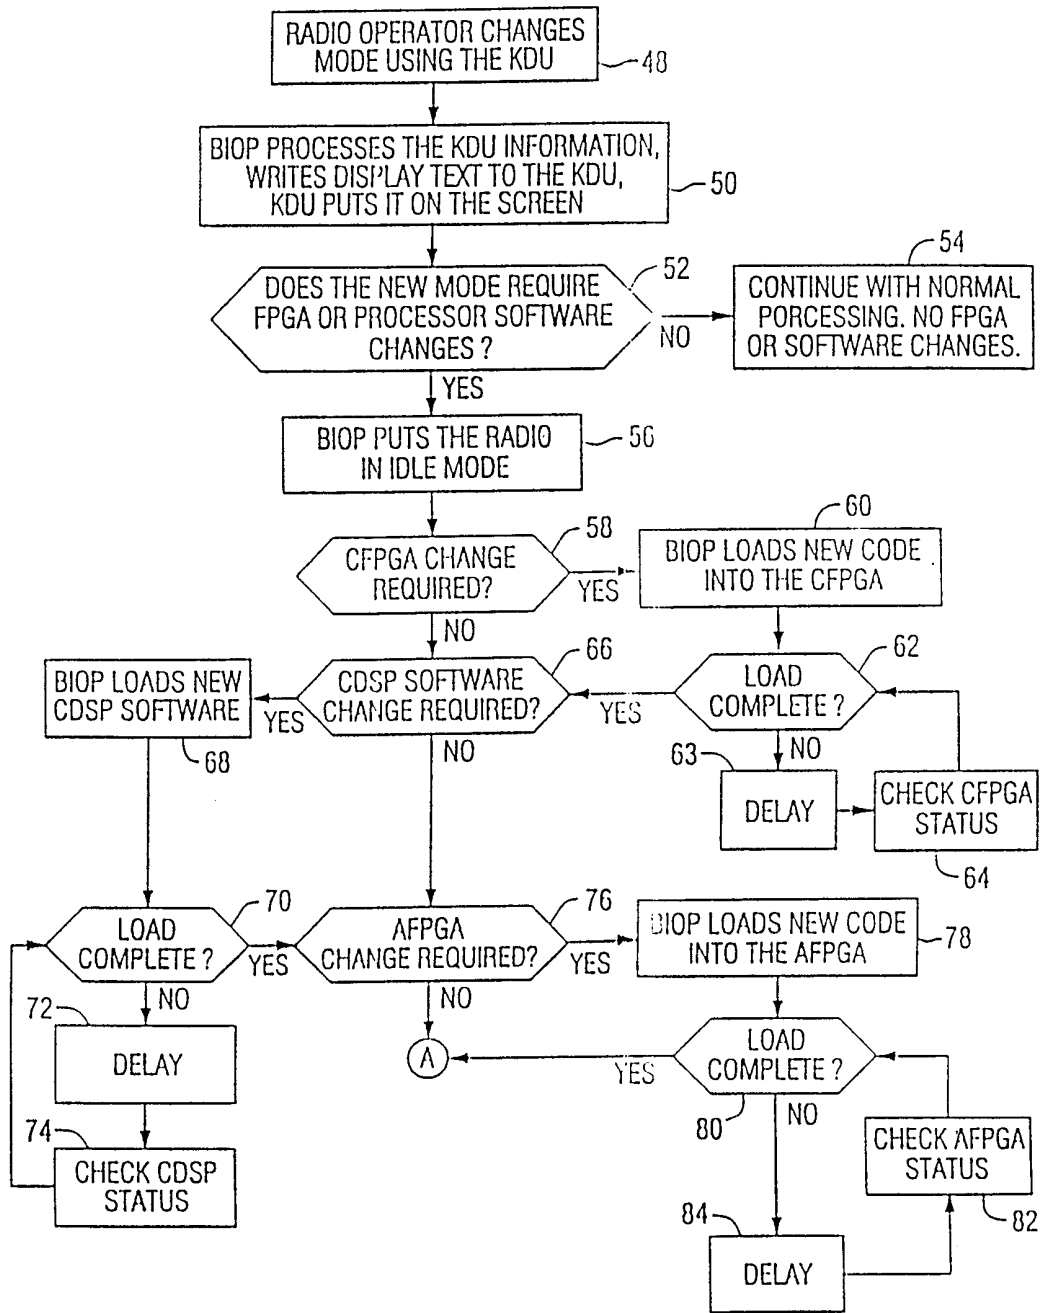 RADIO OPERATOR CHANGES
MODE USING THE KDU
48
BIOP PROCESSES THE KDU INFORMATION,
WRITES DISPLAY TEXT TO THE KDU,
KDU PUTS IT ON THE SCREEN
50
DOES THE NEW MODE REQUIRE
FPGA OR PROCESSOR SOFTWARE
CHANGES ?
52
NO
54
CONTINUE WITH NORMAL
PORCESSING. NO FPGA
OR SOFTWARE CHANGES.
YES
BIOP PUTS THE RADIO
IN IDLE MODE
56
CFPGA CHANGE
REQUIRED?
58
YES
60
BIOP LOADS NEW CODE
INTO THE CFPGA
NO
BIOP LOADS NEW
CDSP SOFTWARE
68
YES
CDSP SOFTWARE
CHANGE REQUIRED?
66
YES
LOAD
COMPLETE ?
62
NO
NO
63
DELAY
CHECK CFPGA
STATUS
64
LOAD
COMPLETE ?
70
YES
AFPGA
CHANGE REQUIRED?
76
YES
BIOP LOADS NEW CODE
INTO THE AFPGA
78
NO
NO
72
DELAY
A
YES
LOAD
COMPLETE ?
80
NO
74
CHECK CDSP
STATUS
CHECK AFPGA
STATUS
82
84
DELAY